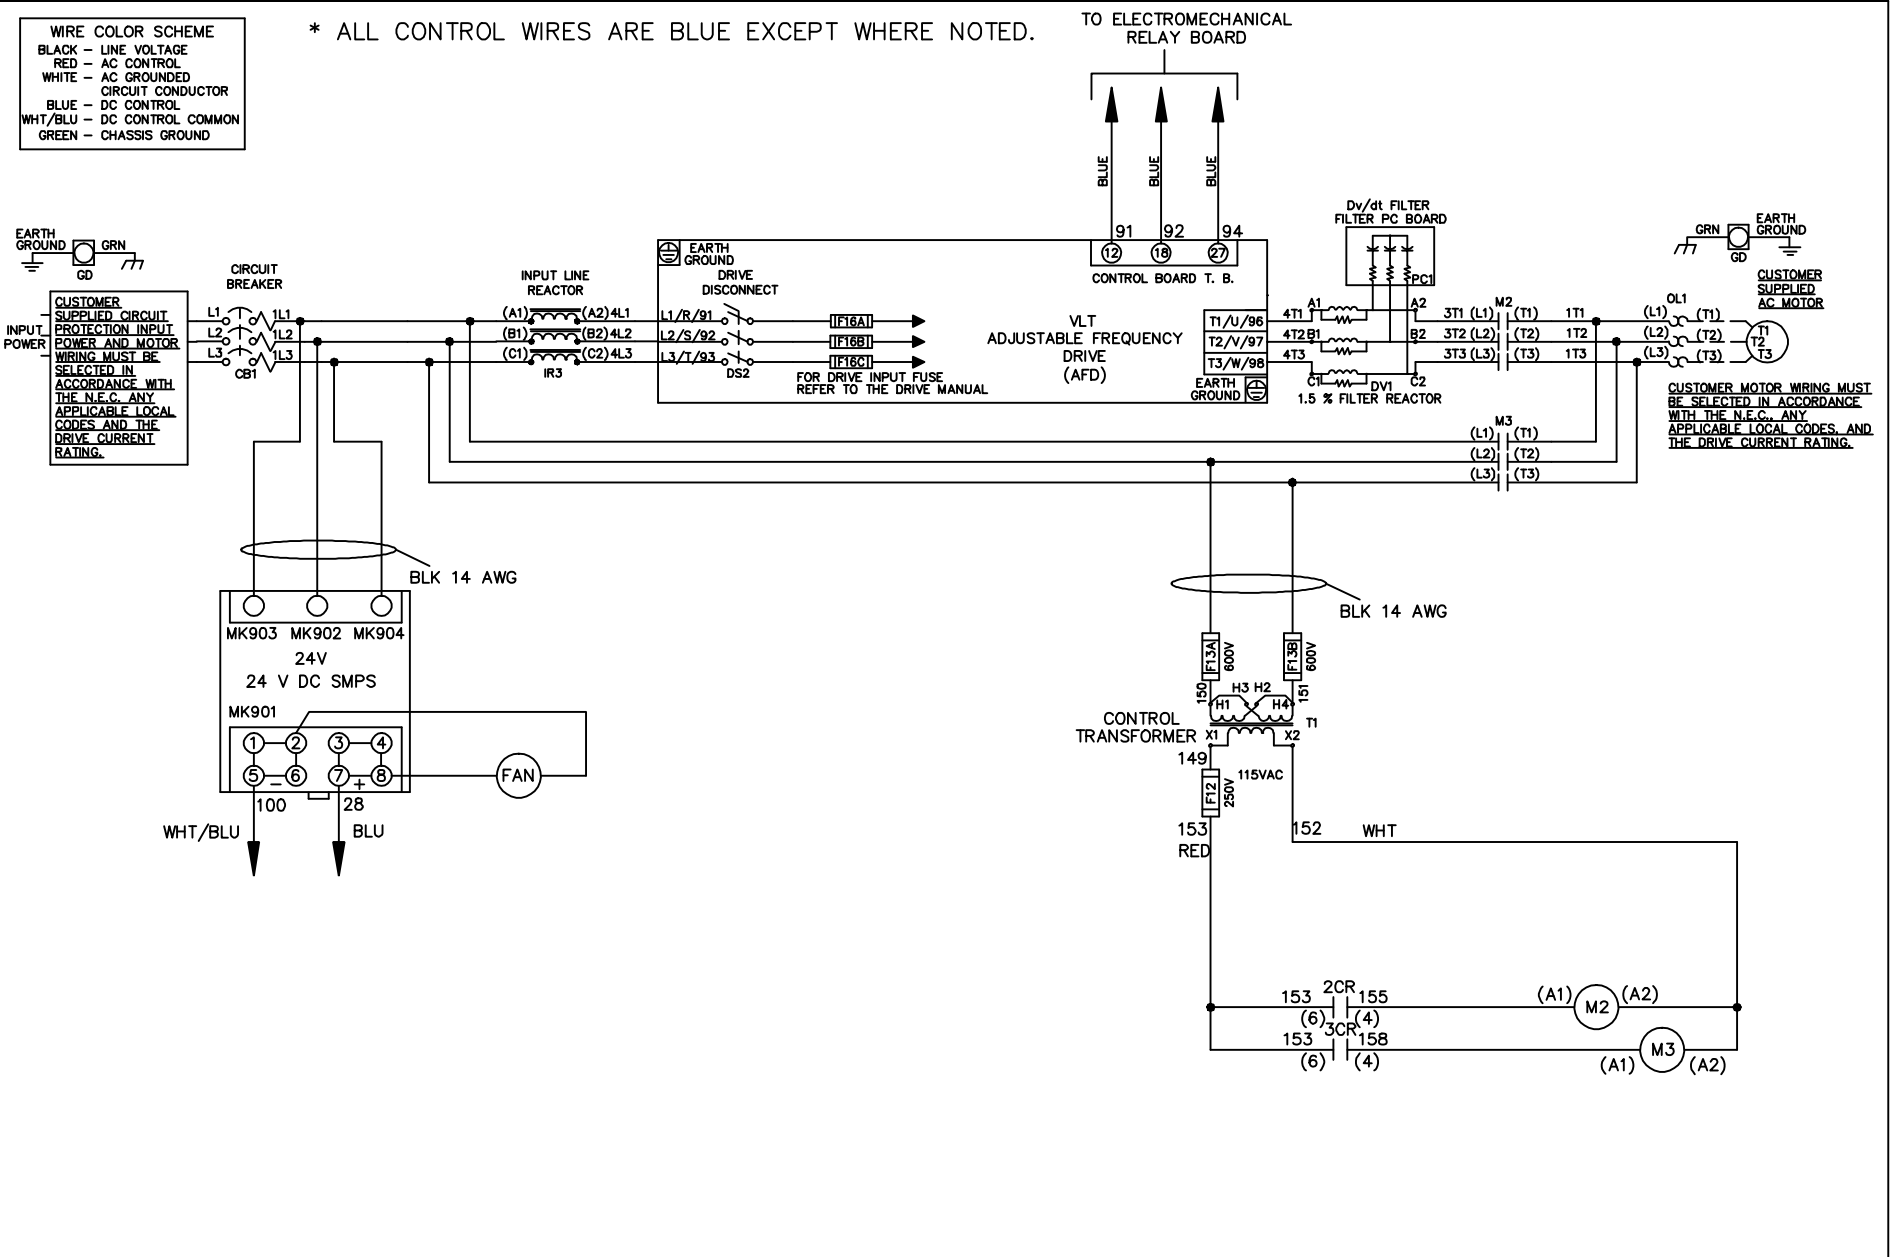 WIRE COLOR SCHEME
BLACK – LINE VOLTAGE
RED – AC CONTROL
WHITE – AC GROUNDED
CIRCUIT CONDUCTOR
BLUE – DC CONTROL
WHT/BLU – DC CONTROL COMMON
GREEN – CHASSIS GROUND
* ALL CONTROL WIRES ARE BLUE EXCEPT WHERE NOTED.
TO ELECTROMECHANICAL
RELAY BOARD
BLUE
BLUE
BLUE
91
92
94
12
18
27
CONTROL BOARD T. B.
EARTH
GROUND
GRN
GD
INPUT
POWER
CUSTOMER
SUPPLIED CIRCUIT
PROTECTION INPUT
POWER AND MOTOR
WIRING MUST BE
SELECTED IN
ACCORDANCE WITH
THE N.E.C. ANY
APPLICABLE LOCAL
CODES AND THE
DRIVE CURRENT
RATING.
CIRCUIT
BREAKER
L1
1L1
L2
1L2
L3
1L3
CB1
INPUT LINE
REACTOR
(A1)
(A2)
4L1
(B1)
(B2)
4L2
(C1)
(C2)
4L3
IR3
EARTH
GROUND
DRIVE
DISCONNECT
L1/R/91
L2/S/92
L3/T/93
DS2
F16A
F16B
F16C
FOR DRIVE INPUT FUSE
REFER TO THE DRIVE MANUAL
VLT
ADJUSTABLE FREQUENCY
DRIVE
(AFD)
T1/U/96
T2/V/97
T3/W/98
EARTH
GROUND
Dv/dt FILTER
FILTER PC BOARD
PC1
4T1
A1
A2
4T2
B1
B2
4T3
C1
C2
DV1
1.5 % FILTER REACTOR
M2
3T1 (L1) (T1) 1T1
3T2 (L2) (T2) 1T2
3T3 (L3) (T3) 1T3
OL1
(L1) (T1)
(L2) (T2)
(L3) (T3)
T1
T2
T3
GRN
EARTH
GROUND
GD
CUSTOMER
SUPPLIED
AC MOTOR
CUSTOMER MOTOR WIRING MUST
BE SELECTED IN ACCORDANCE
WITH THE N.E.C., ANY
APPLICABLE LOCAL CODES, AND
THE DRIVE CURRENT RATING.
M3
(L1) (T1)
(L2) (T2)
(L3) (T3)
BLK 14 AWG
BLK 14 AWG
MK903 MK902 MK904
24V
24 V DC SMPS
MK901
1
2
3
4
5
–
6
7
+
8
FAN
100
28
WHT/BLU
BLU
F13A
600V
F13B
600V
150
151
H3 H2
H1
H4
T1
CONTROL
TRANSFORMER
X1
X2
149
115VAC
F12
250V
153
RED
152
WHT
153
2CR
155
(6)
(4)
(A1)
M2
(A2)
153
3CR
158
(6)
(4)
(A1)
M3
(A2)